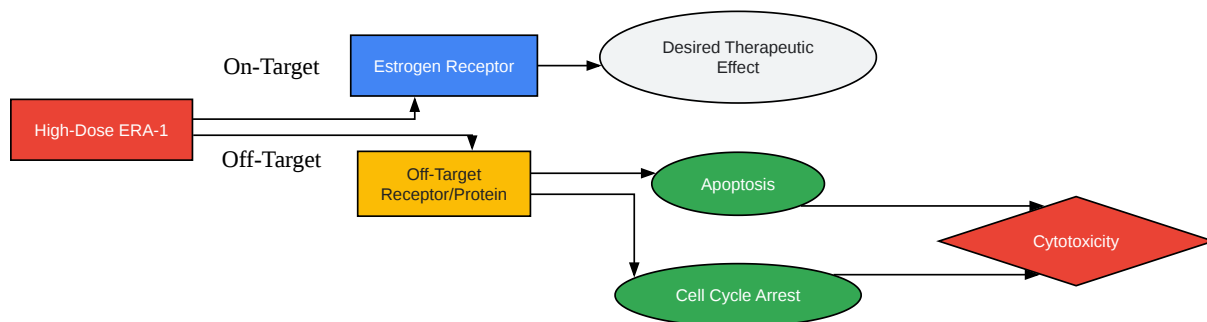 Desired Therapeutic
Effect
On-Target
Estrogen Receptor
High-Dose ERA-1
Off-Target
Off-Target
Receptor/Protein
Apoptosis
Cytotoxicity
Cell Cycle Arrest